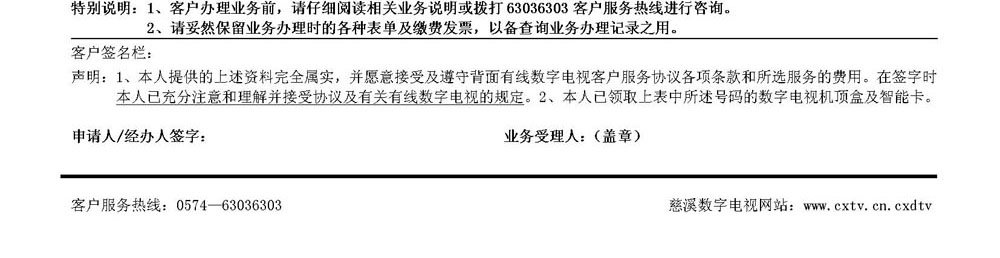 特别说明：1、客户办理业务前，请仔细阅读相关业务说明或拨打63036303客户服务热线进行咨询。
2、请妥然保留业务办理时的各种表单及缴费发票，以备查询业务办理记录之用。
客户签名栏：
声明：1、本人提供的上述资料完全属实，并愿意接受及遵守背面有线数字电视客户服务协议各项条款和所选服务的费用。在签字时
本人已充分注意和理解并接受协议及有关有线数字电视的规定。2、本人已领取上表中所述号码的数字电视机顶盒及智能卡。
申请人/经办人签字：
业务受理人：（盖章）
客户服务热线：0574—63036303
慈溪数字电视网站：www.cxtv.cn.cxdtv